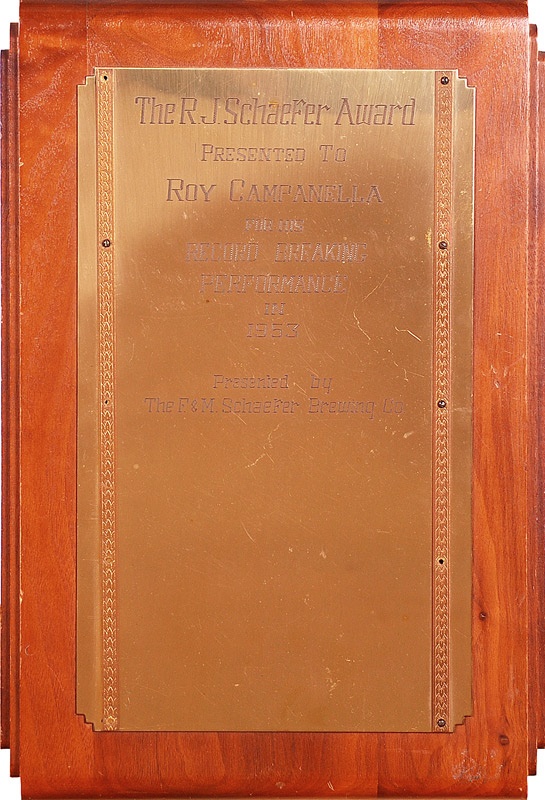 The R.J. Schaefer Award
Presented To
Roy Campanella
FOR HIS
RECORD BREAKING
PERFORMANCE
IN
1953
Presented by
The F&M. Schaefer Brewing Co